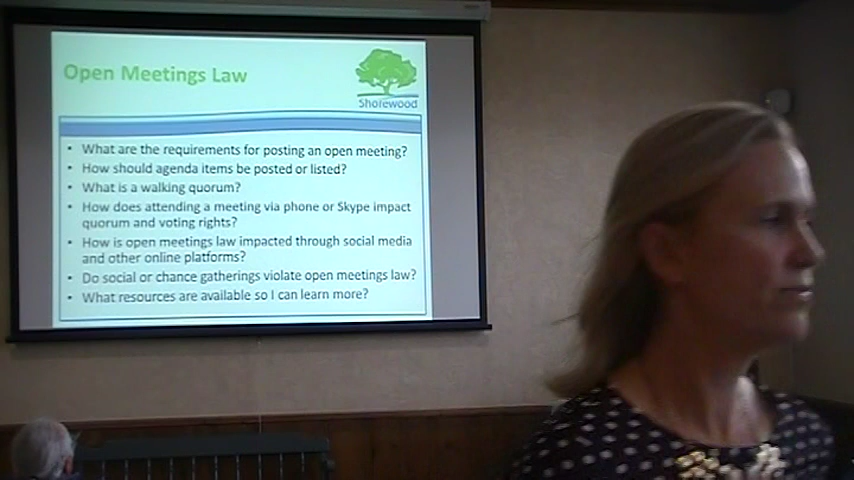 Open Meetings Law
Shorewood
• What are the requirements for posting an open meeting?
• How should agenda items be posted or listed?
• What is a walking quorum?
• How does attending a meeting via phone or Skype impact
quorum and voting rights?
• How is open meetings law impacted through social media
and other online platforms?
• Do social or chance gatherings violate open meetings law?
• What resources are available so I can learn more?